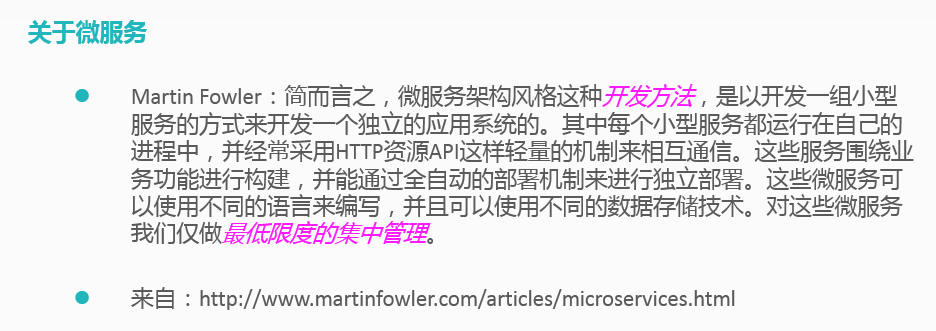 关于微服务
Martin Fowler：简而言之，微服务架构风格这种开发方法，是以开发一组小型
服务的方式来开发一个独立的应用系统的。其中每个小型服务都运行在自己的
进程中，并经常采用HTTP资源API这样轻量的机制来相互通信。这些服务围绕业
务功能进行构建，并能通过全自动的部署机制来进行独立部署。这些微服务可
以使用不同的语言来编写，并且可以使用不同的数据存储技术。对这些微服务
我们仅做最低限度的集中管理。
来自：http://www.martinfowler.com/articles/microservices.html